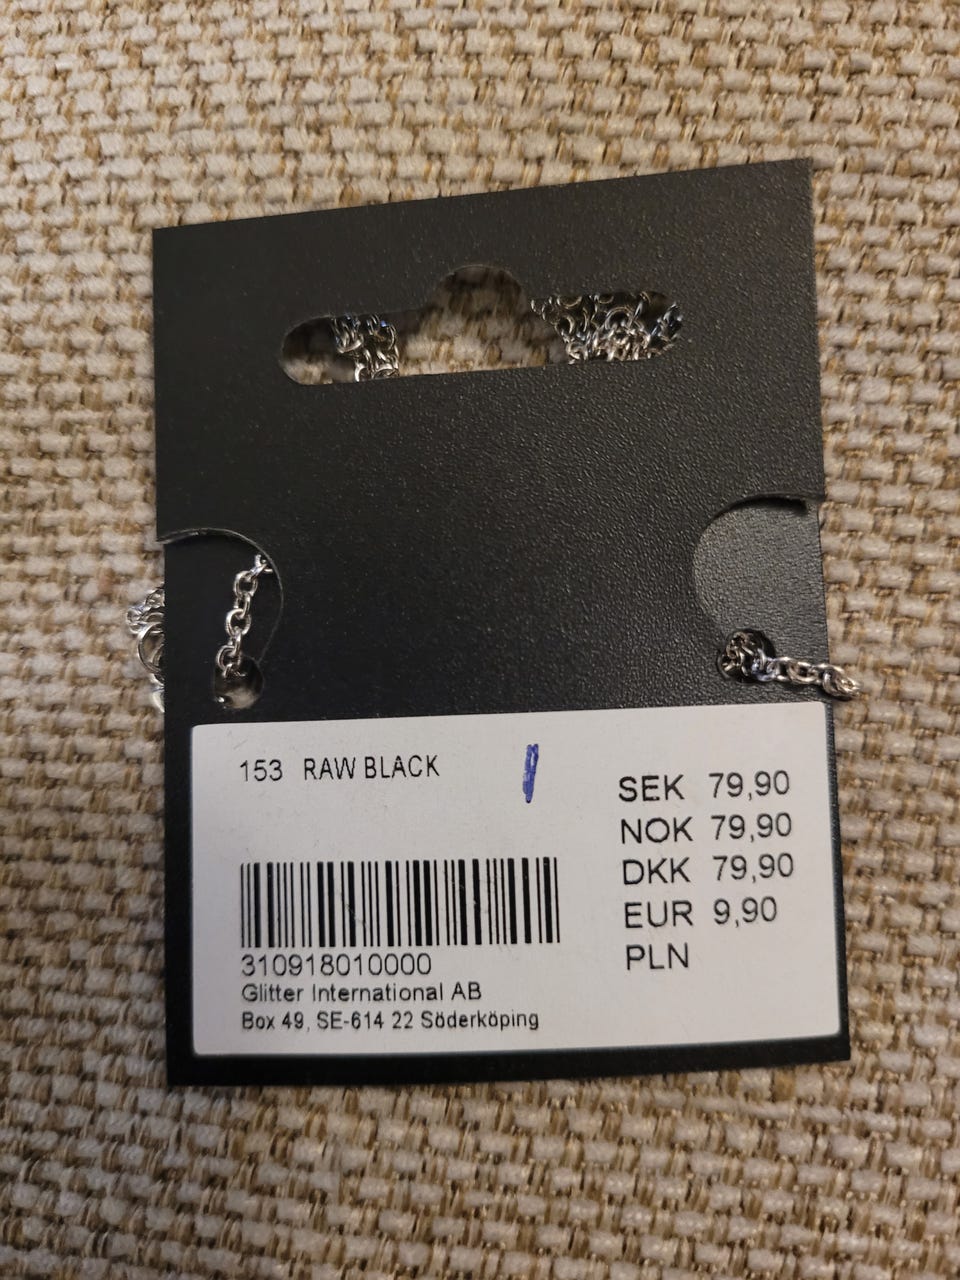 153 RAW BLACK
SEK 79,90
NOK 79,90
DKK 79,90
EUR 9,90
PLN
310918010000
Glitter International AB
Box 49, SE-614 22 Söderköping